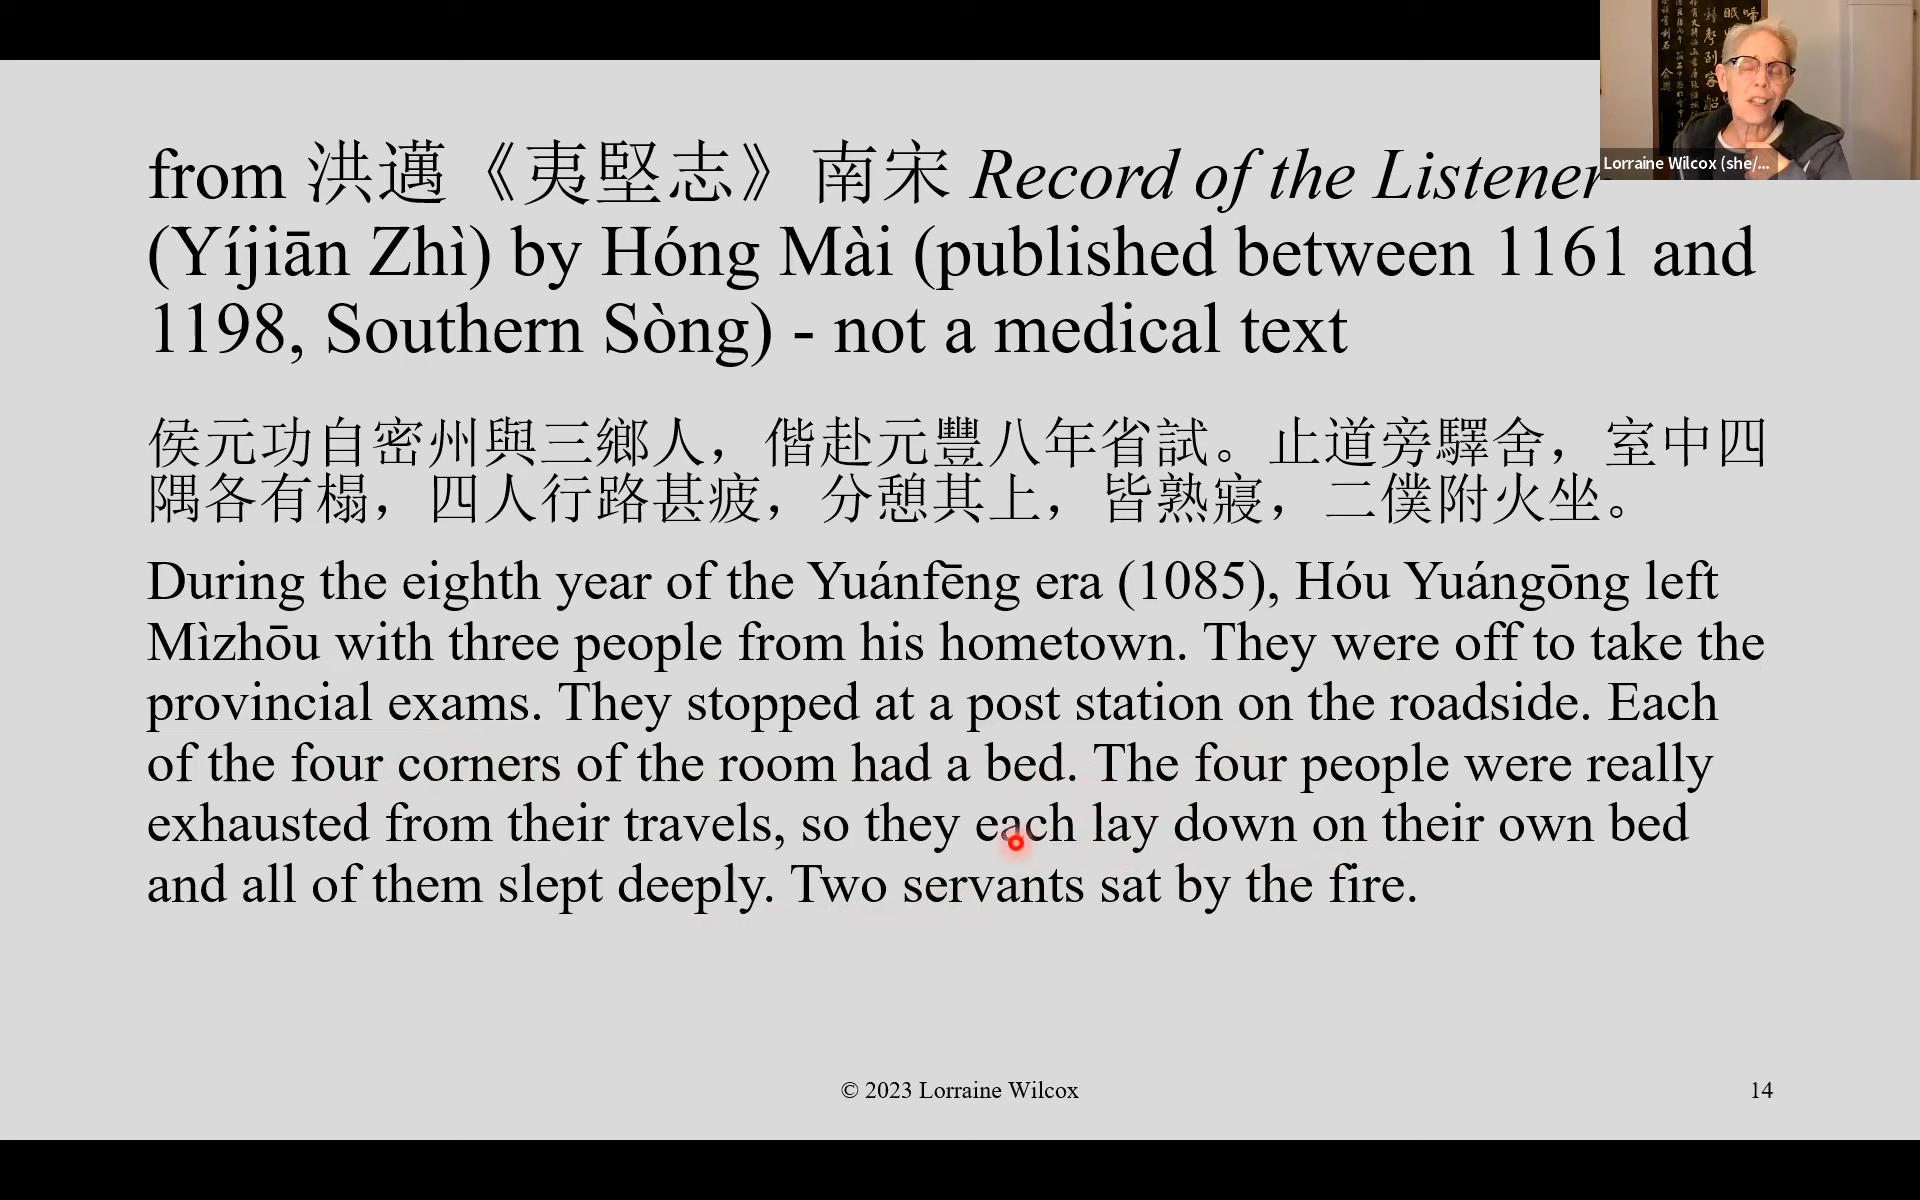 from 洪邁《夷堅志》南宋 Record of the Listener
(Yíjiān Zhì) by Hóng Mài (published between 1161 and
1198, Southern Sòng) - not a medical text
侯元功自密州與三鄉人，偕赴元豐八年省試。止道旁驛舍，室中四
隅各有榻，四人行路甚疲，分憩其上，皆熟寢，二僕附火坐。
During the eighth year of the Yuánfēng era (1085), Hóu Yuángōng left
Mìzhōu with three people from his hometown. They were off to take the
provincial exams. They stopped at a post station on the roadside. Each
of the four corners of the room had a bed. The four people were really
exhausted from their travels, so they each lay down on their own bed
and all of them slept deeply. Two servants sat by the fire.
© 2023 Lorraine Wilcox
14
Lorraine Wilcox (she/...